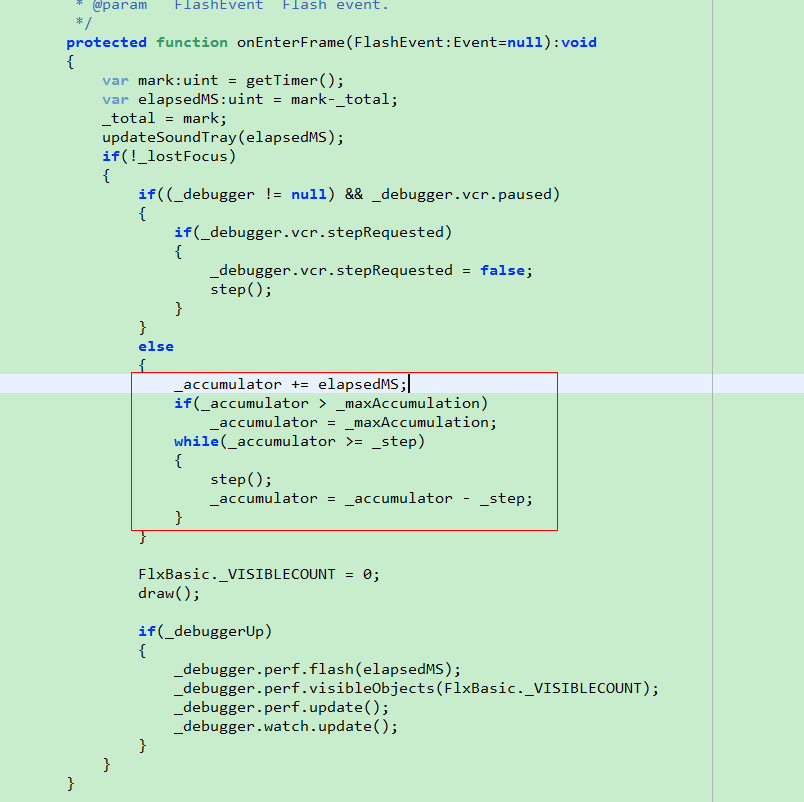 * @param   FlashEvent  Flash event.
*/
protected function onEnterFrame(FlashEvent:Event=null):void
{
    var mark:uint = getTimer();
    var elapsedMS:uint = mark-_total;
    _total = mark;
    updateSoundTray(elapsedMS);
    if(!_lostFocus)
    {
        if((_debugger != null) && _debugger.vcr.paused)
        {
            if(_debugger.vcr.stepRequested)
            {
                _debugger.vcr.stepRequested = false;
                step();
            }
        }
        else
        {
            _accumulator += elapsedMS;
            if(_accumulator > _maxAccumulation)
                _accumulator = _maxAccumulation;
            while(_accumulator >= _step)
            {
                step();
                _accumulator = _accumulator - _step;
            }
        }

        FlxBasic._VISIBLECOUNT = 0;
        draw();

        if(_debuggerUp)
        {
            _debugger.perf.flash(elapsedMS);
            _debugger.perf.visibleObjects(FlxBasic._VISIBLECOUNT);
            _debugger.perf.update();
            _debugger.watch.update();
        }
    }
}